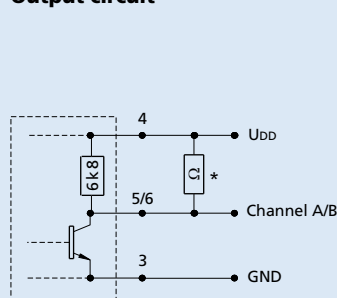 Output circuit
4
UDD
6k8
Ω
*
5/6
Channel A/B
3
GND